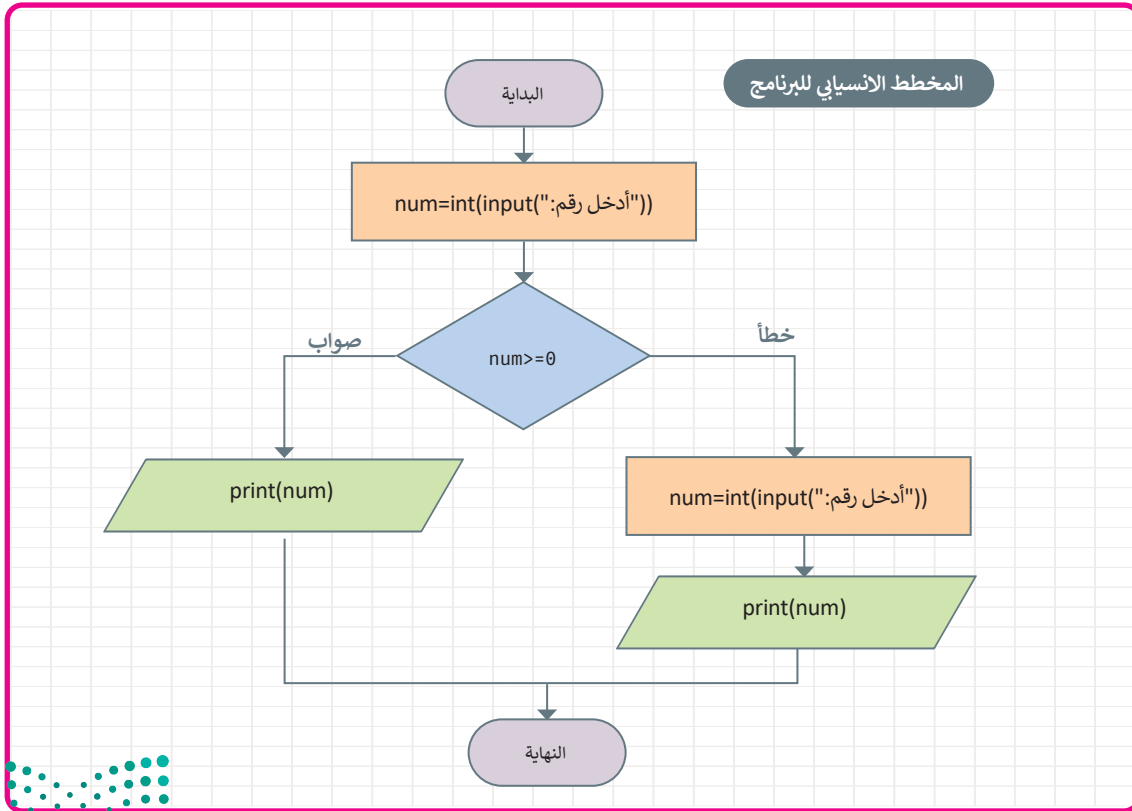 المخطط الانسيابي للبرنامج
البداية
num=int(input("أدخل رقم:"))
num>=0
صواب
خطأ
print(num)
num=int(input("أدخل رقم:"))
print(num)
النهاية